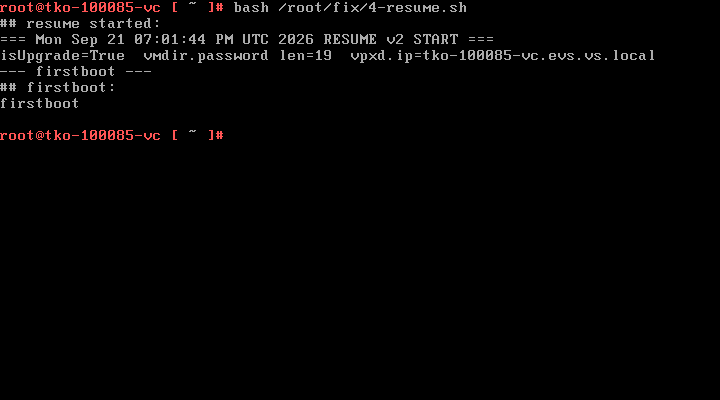 root@tko-100085-vc [ ~ ]# bash /root/fix/4-resume.sh
## resume started:
=== Mon Sep 21 07:01:44 PM UTC 2026 RESUME v2 START ===
isUpgrade=True  vmdir.password len=19  vpxd.ip=tko-100085-vc.evs.vs.local
--- firstboot ---
## firstboot:
firstboot
root@tko-100085-vc [ ~ ]#